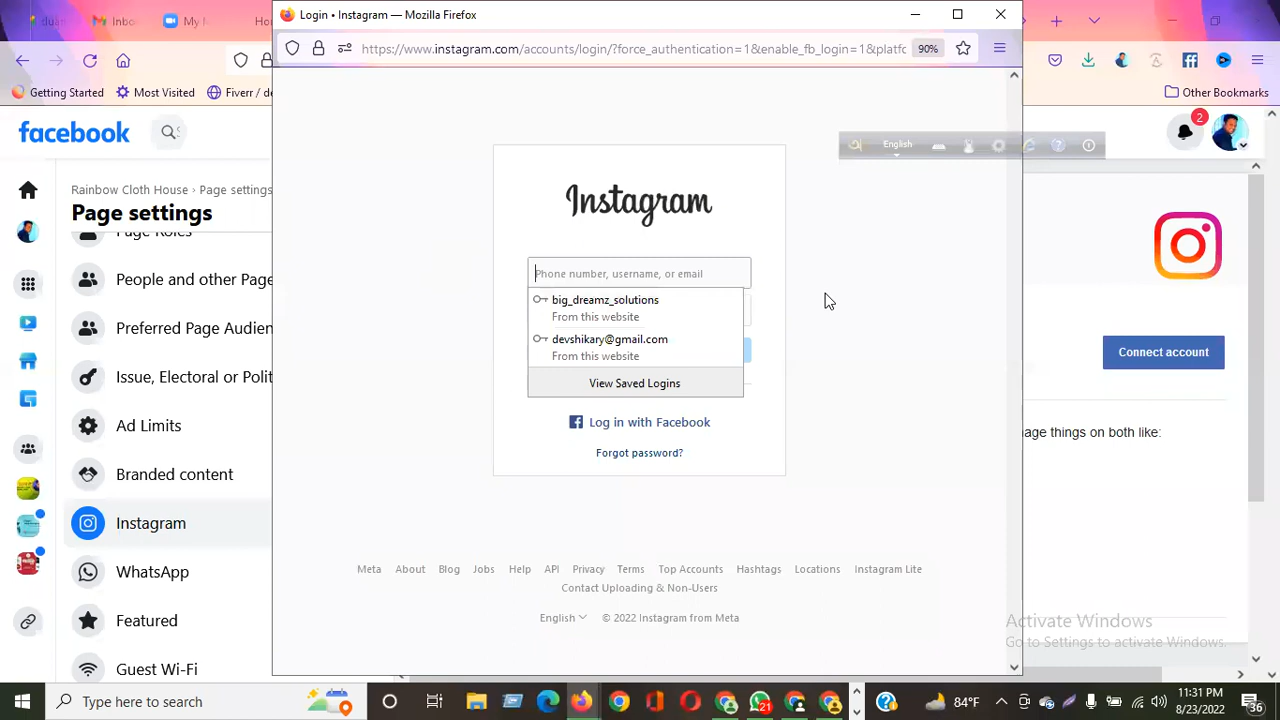 Login • Instagram — Mozilla Firefox
https://www.instagram.com/accounts/login/?force_authentication=1&enable_fb_login=1&platfo
90%
duan
Inbo
M
Getting Started
Most Visited
Fiverr / de
Other Bookmarks
facebook
2
English
Rainbow Cloth House › Page settings
Page settings
Page Roles
People and other Page
Preferred Page Audien
Issue, Electoral or Polit
Ad Limits
Branded content
Instagram
WhatsApp
Featured
Guest Wi-Fi
Instagram
Phone number, username, or email
big_dreamz_solutions
From this website
devshikary@gmail.com
From this website
View Saved Logins
Log in with Facebook
Forgot password?
Connect account
age things on both like:
Meta About Blog Jobs Help API Privacy Terms Top Accounts Hashtags Locations Instagram Lite
Contact Uploading & Non-Users
English © 2022 Instagram from Meta
Activate Windows
Go to Settings to activate Windows.
Type here to search
21
84°F
11:31 PM
8/23/2022
36